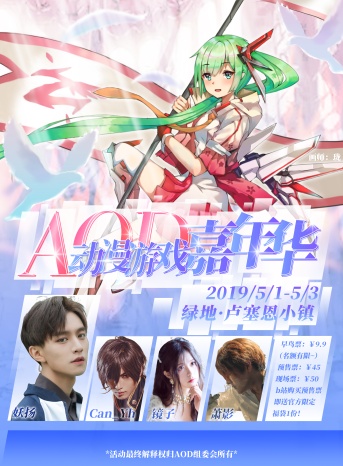 画师：珑
AOD动漫游戏嘉年华
2019/5/1-5/3
绿地·卢塞恩小镇
早鸟票：￥9.9
(名额有限~)
预售票：￥45
现场票：￥50
b站购买预售票
即送官方限定
福袋1份!
妖扬
Can_Yh
镜子
萧影
*活动最终解释权归AOD组委会所有*